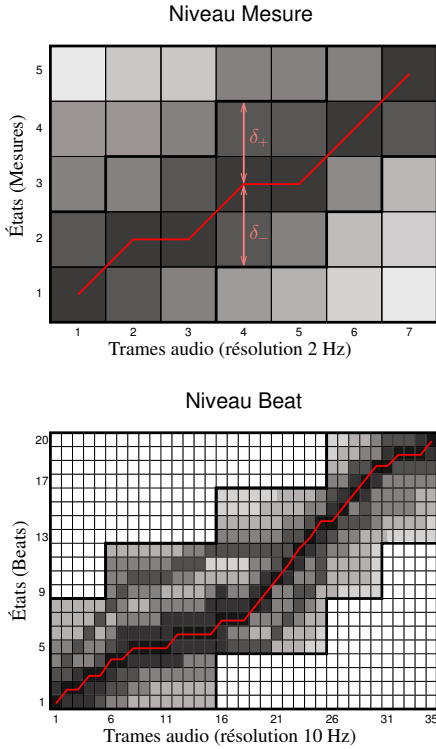 Niveau Mesure
États (Mesures)
5
4
3
2
1
δ+
δ−
1 2 3 4 5 6 7
Trames audio (résolution 2 Hz)
Niveau Beat
États (Beats)
20
17
13
9
5
1
1 6 11 16 21 26 31 35
Trames audio (résolution 10 Hz)